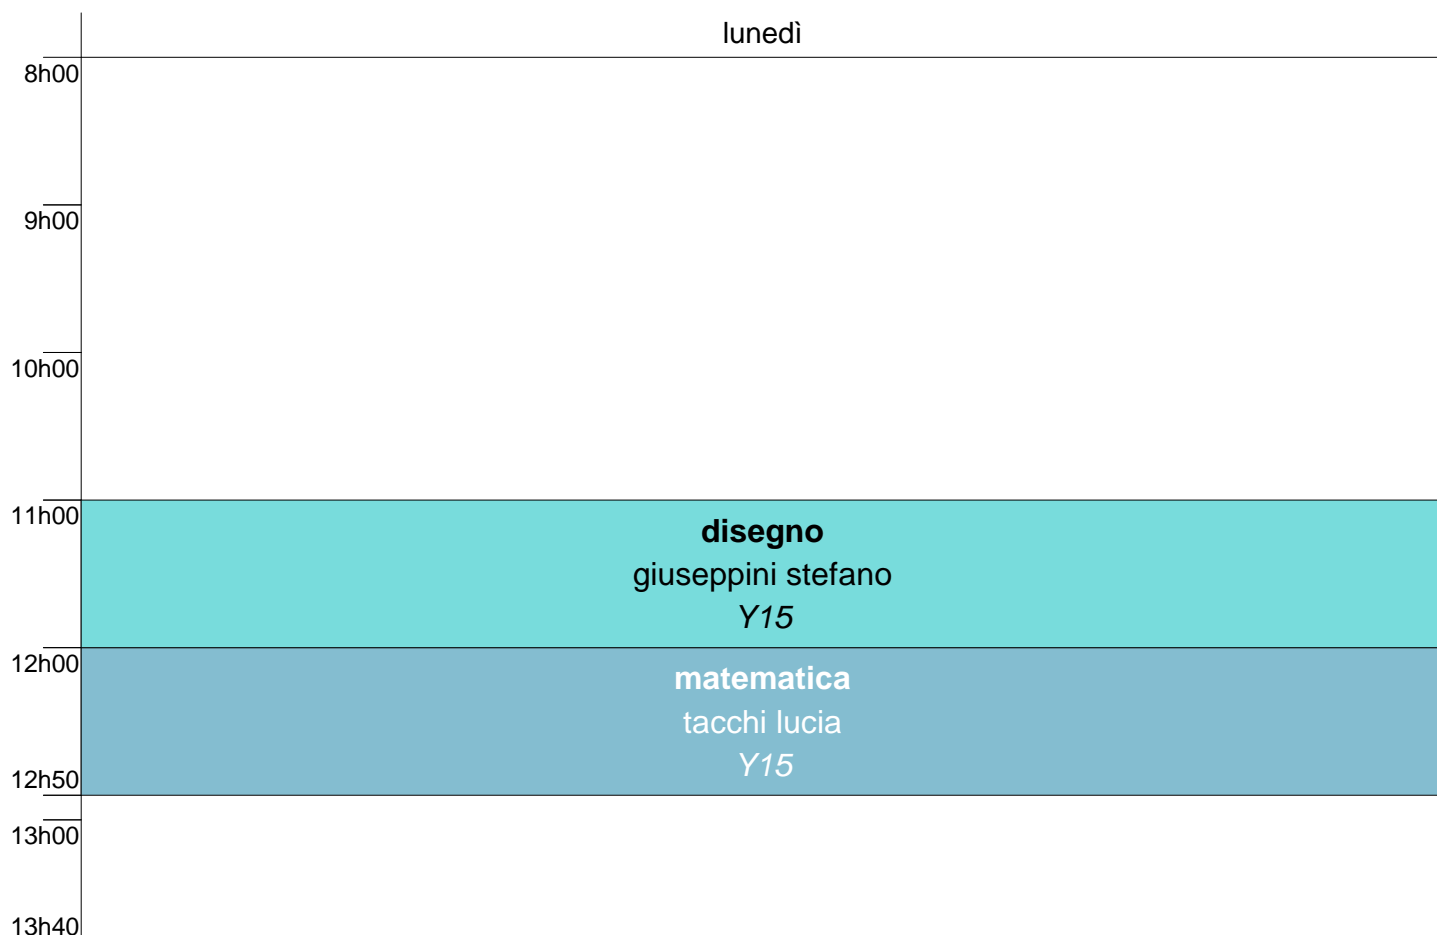 lunedì
8h00
9h00
10h00
11h00
disegno
giuseppini stefano
Y15
12h00
matematica
tacchi lucia
Y15
12h50
13h00
13h40